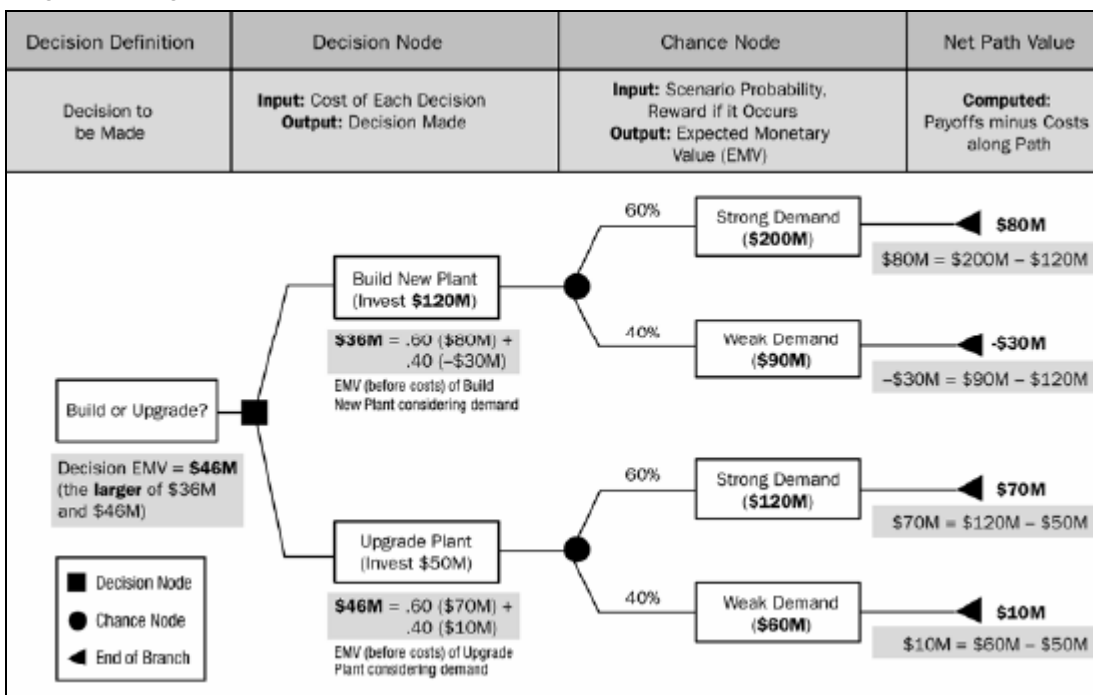 Decision Definition
Decision Node
Chance Node
Net Path Value
Decision to
be Made
Input: Cost of Each Decision
Output: Decision Made
Input: Scenario Probability,
Reward if it Occurs
Output: Expected Monetary
Value (EMV)
Computed:
Payoffs minus Costs
along Path
Build or Upgrade?
Decision EMV = $46M
(the larger of $36M
and $46M)
Build New Plant
(Invest $120M)
$36M = .60 ($80M) +
.40 (–$30M)
EMV (before costs) of Build
New Plant considering demand
60%
Strong Demand
($200M)
$80M
$80M = $200M – $120M
40%
Weak Demand
($90M)
-$30M
–$30M = $90M – $120M
Upgrade Plant
(Invest $50M)
$46M = .60 ($70M) +
.40 ($10M)
EMV (before costs) of Upgrade
Plant considering demand
60%
Strong Demand
($120M)
$70M
$70M = $120M – $50M
40%
Weak Demand
($60M)
$10M
$10M = $60M – $50M
Decision Node
Chance Node
End of Branch